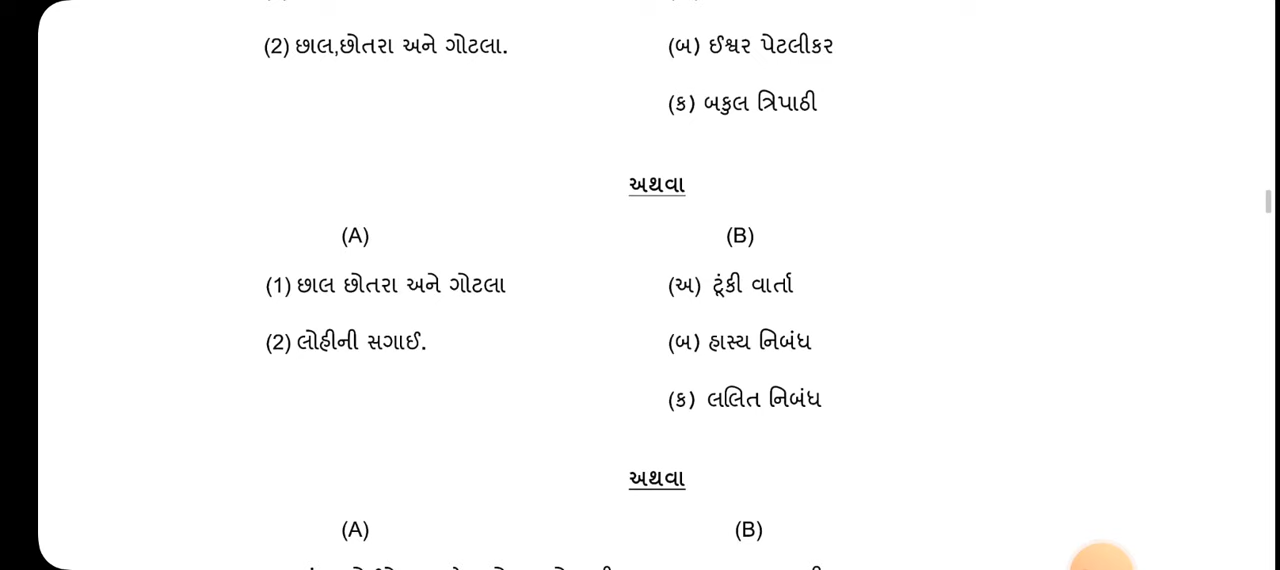 (2) છાલ,છોતરા અને ગોટલા. (બ) ઈશ્વર પેટલીકર
(ક) બકુલ ત્રિપાઠી
અથવા
(A) (B)
(1) છાલ છોતરા અને ગોટલા (અ) ટૂંકી વાર્તા
(2) લોહીની સગાઈ. (બ) હાસ્ય નિબંધ
(ક) લલિત નિબંધ
અથવા
(A) (B)